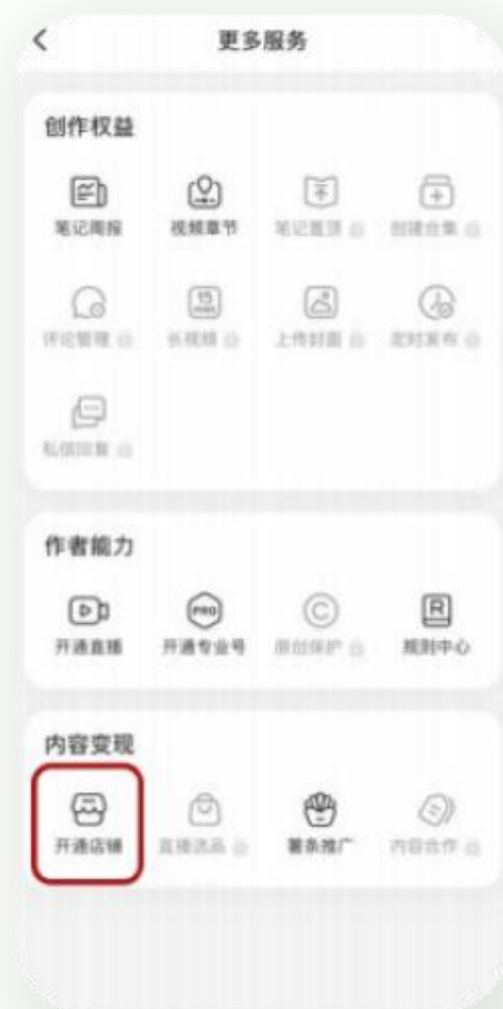 更多服务
创作权益
笔记周报 视频章节 笔记置顶 创建合集
15
评论管理 长视频 上传封面 定时发布
私信回复
作者能力
PRO C R
开通直播 开通专业号 原创保护 规则中心
内容变现
开通店铺 直播选品 薯条推广 内容合作